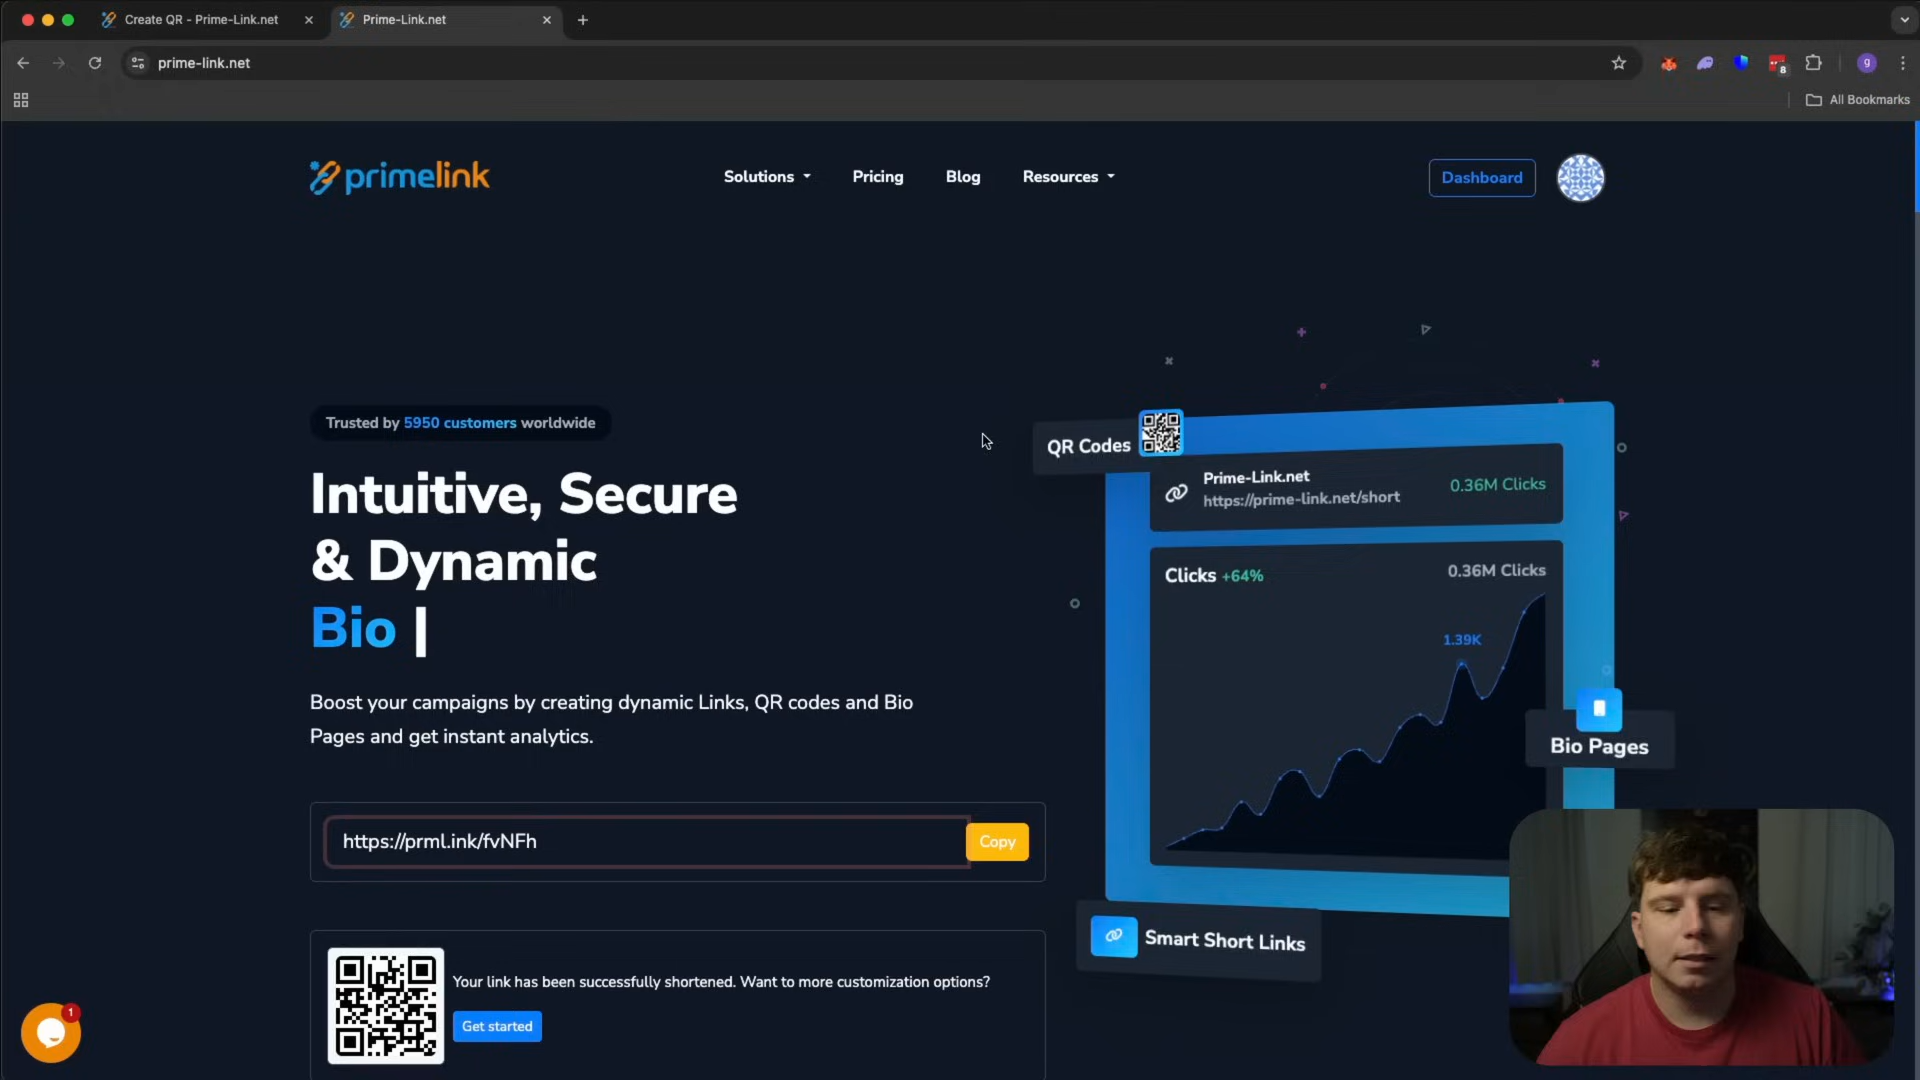 Create QR - Prime-Link.net
Prime-Link.net
prime-link.net
8
g
All Bookmarks
primelink
Solutions
Pricing
Blog
Resources
Dashboard
Trusted by 5950 customers worldwide
Intuitive, Secure
& Dynamic
Bio |
Boost your campaigns by creating dynamic Links, QR codes and Bio
Pages and get instant analytics.
https://prml.ink/fvNFh
Copy
Your link has been successfully shortened. Want to more customization options?
Get started
1
QR Codes
Prime-Link.net
https://prime-link.net/short
0.36M Clicks
Clicks +64%
0.36M Clicks
1.39K
Bio Pages
Smart Short Links